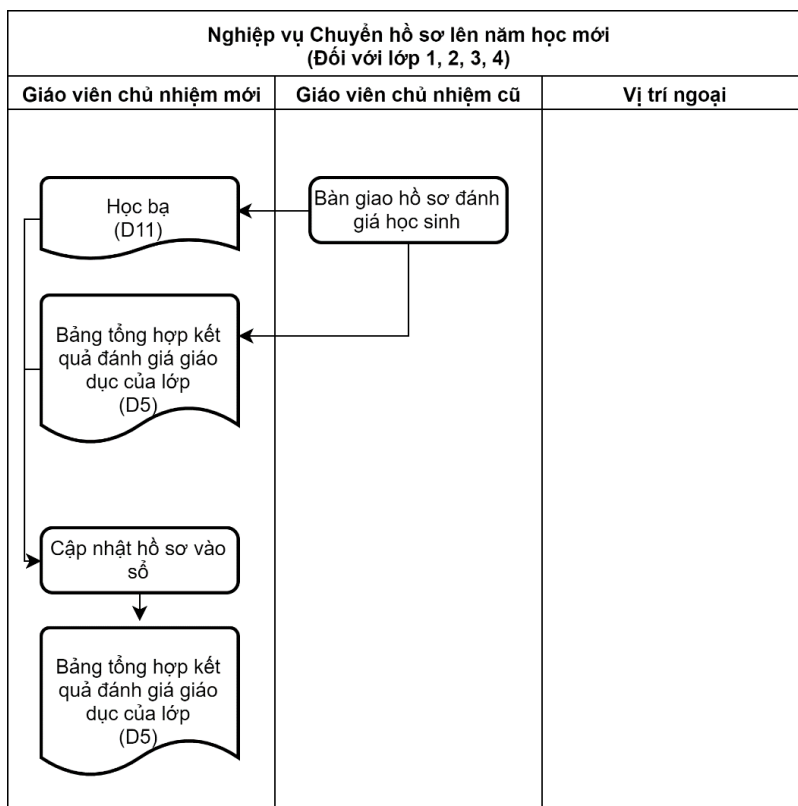 Nghiệp vụ Chuyển hồ sơ lên năm học mới
(Đối với lớp 1, 2, 3, 4)
Giáo viên chủ nhiệm mới
Giáo viên chủ nhiệm cũ
Vị trí ngoại
Học bạ
(D11)
Bàn giao hồ sơ đánh
giá học sinh
Bảng tổng hợp kết
quả đánh giá giáo
dục của lớp
(D5)
Cập nhật hồ sơ vào
sổ
Bảng tổng hợp kết
quả đánh giá giáo
dục của lớp
(D5)